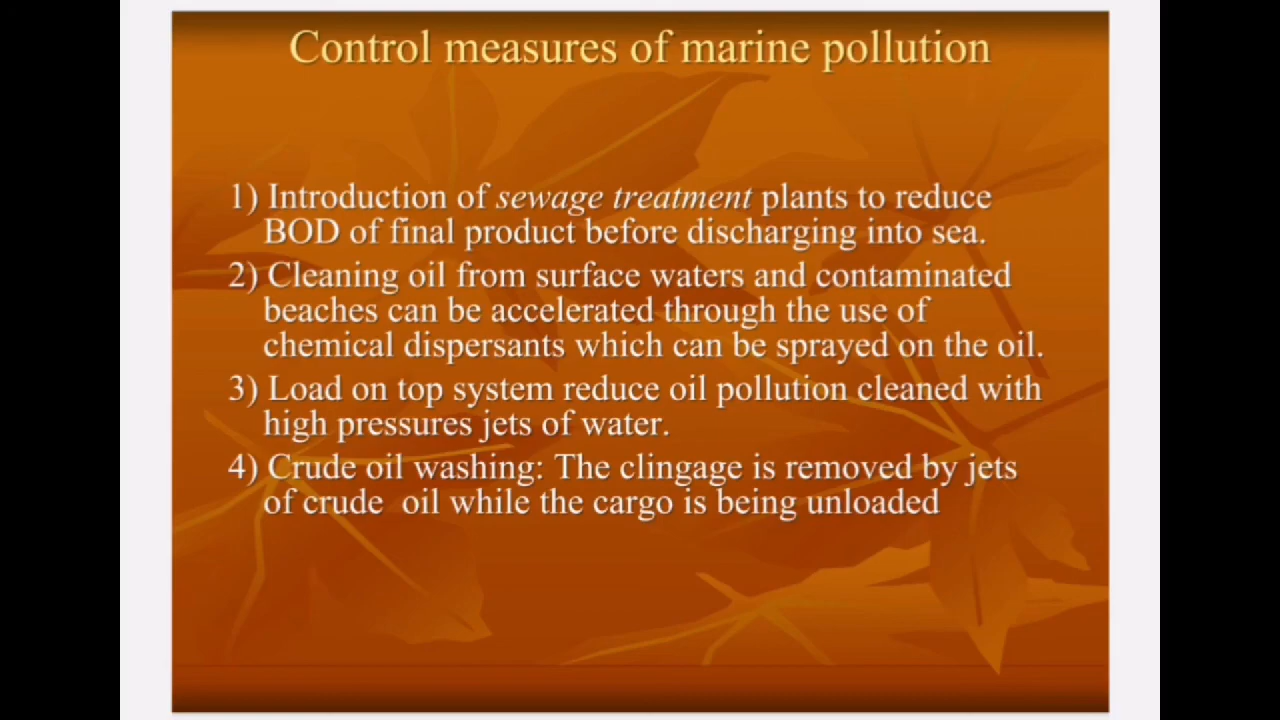 Control measures of marine pollution
1) Introduction of sewage treatment plants to reduce
BOD of final product before discharging into sea.
2) Cleaning oil from surface waters and contaminated
beaches can be accelerated through the use of
chemical dispersants which can be sprayed on the oil.
3) Load on top system reduce oil pollution cleaned with
high pressures jets of water.
4) Crude oil washing: The clingage is removed by jets
of crude  oil while the cargo is being unloaded